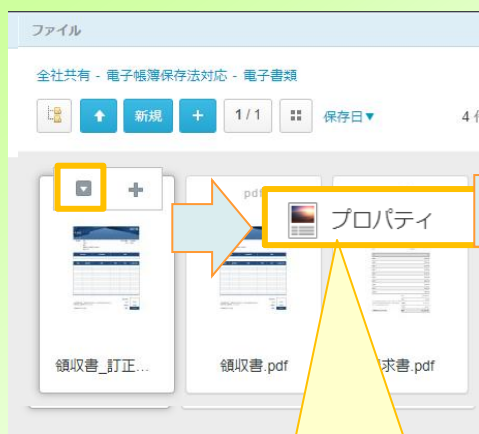 ファイル
全社共有 - 電子帳簿保存法対応 - 電子書類
新規
1/1
保存日▼
4
pdf
プロパティ
領収書_訂正...
領収書.pdf
求書.pdf